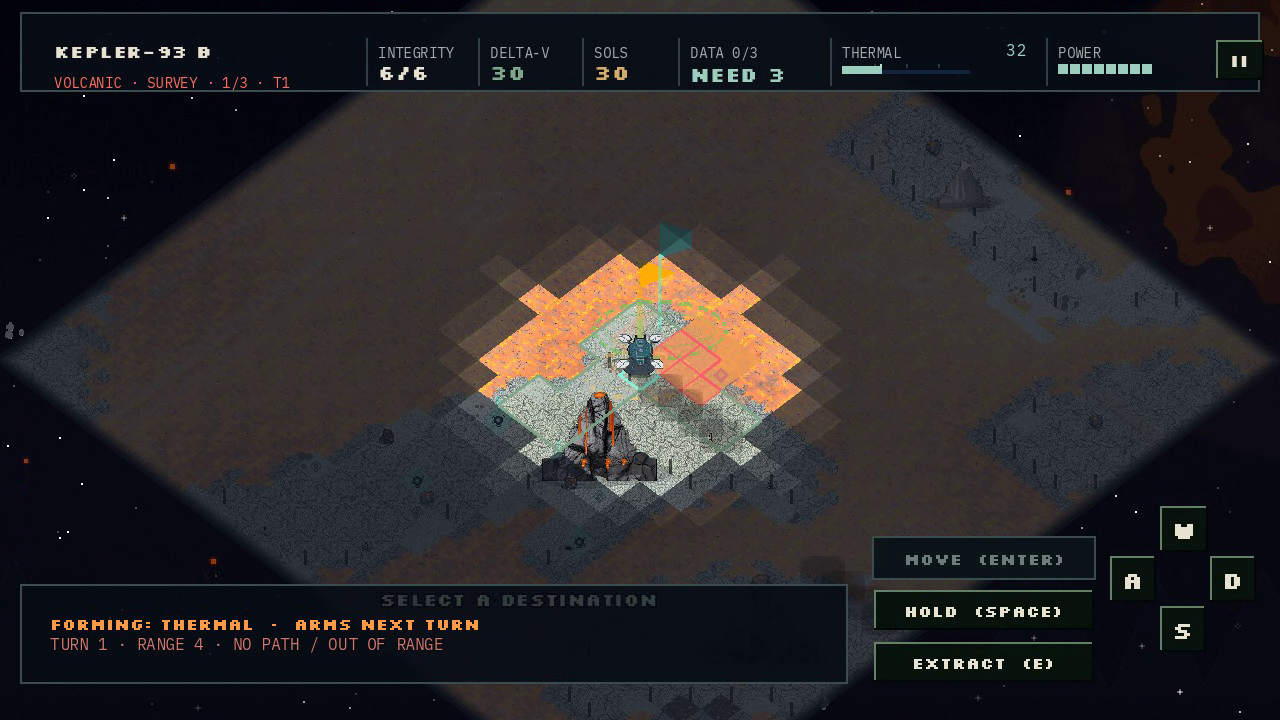 KEPLER-93 B
VOLCANIC · SURVEY · 1/3 · T1
INTEGRITY
6/6
DELTA-V
30
SOLS
30
DATA 0/3
NEED 3
THERMAL
32
POWER
SELECT A DESTINATION
FORMING: THERMAL - ARMS NEXT TURN
TURN 1 · RANGE 4 · NO PATH / OUT OF RANGE
MOVE (ENTER)
HOLD (SPACE)
EXTRACT (E)
W
A
D
S